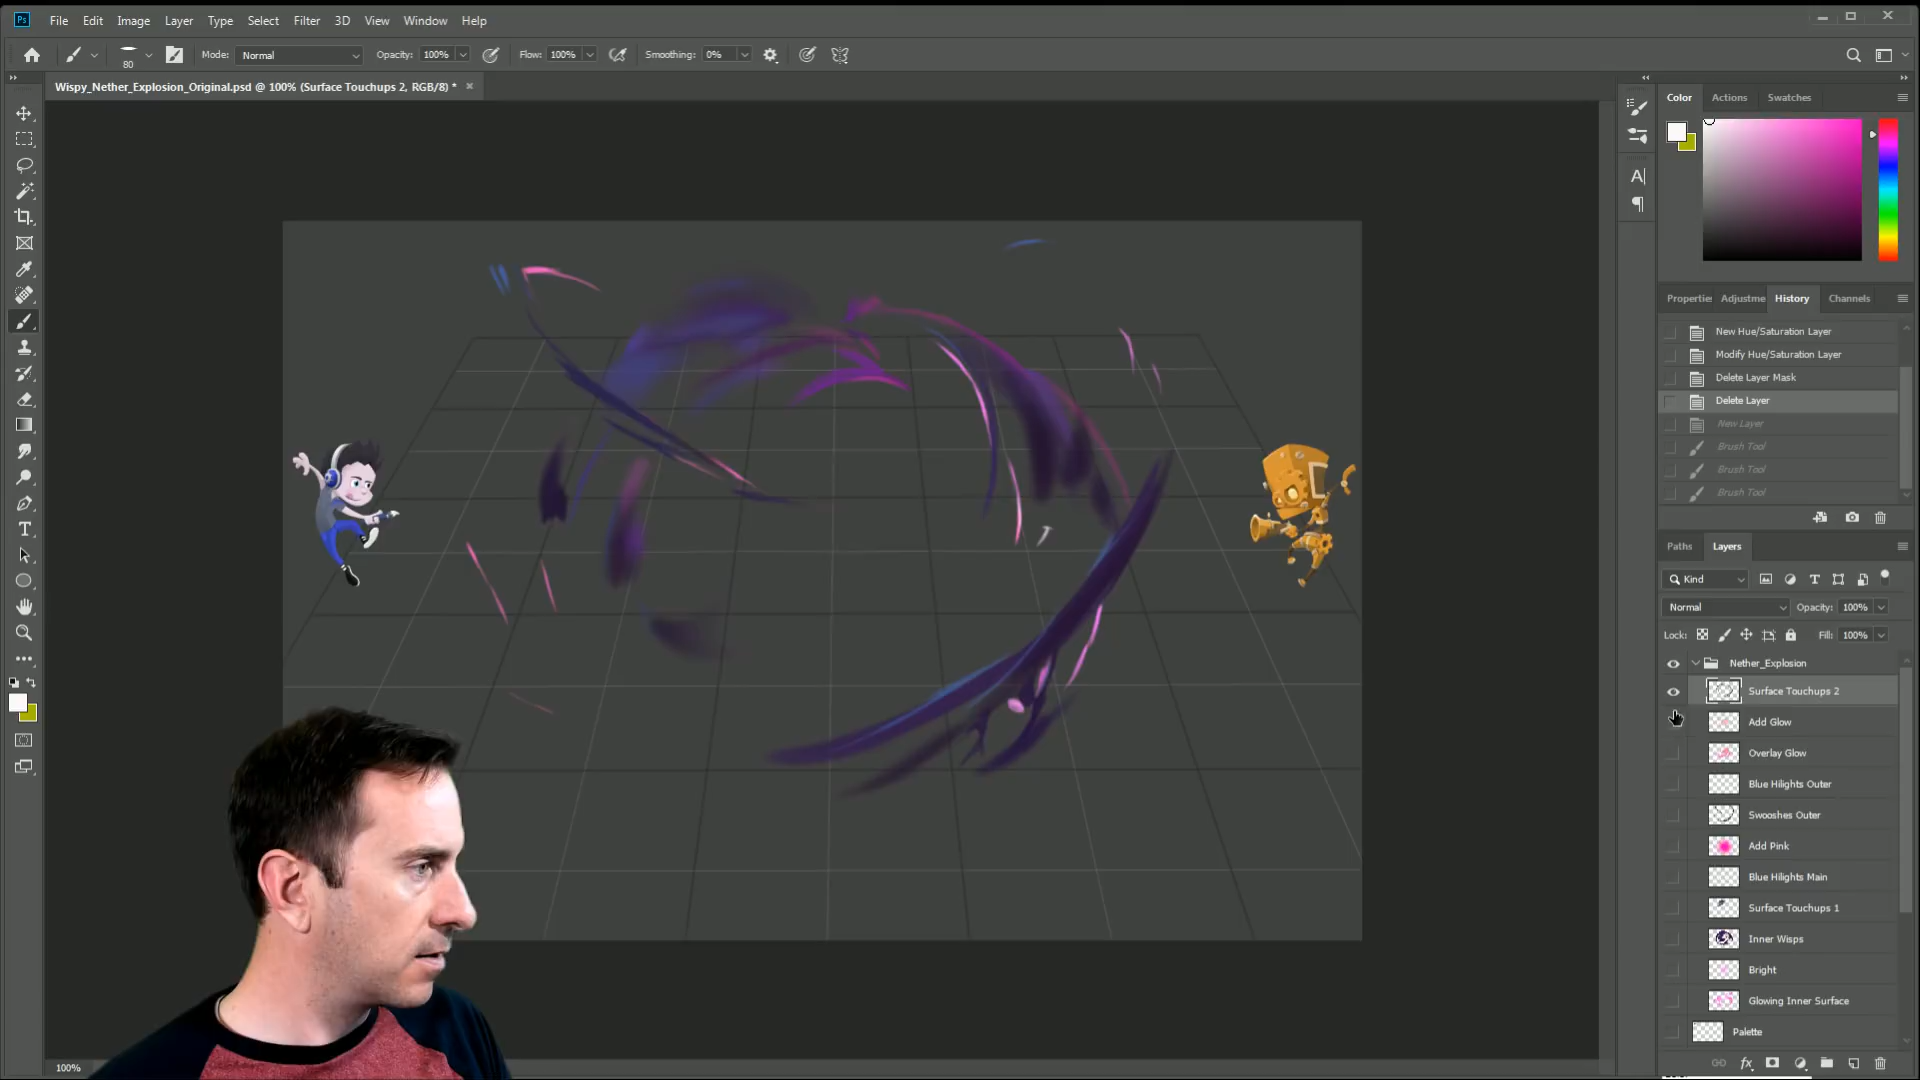 Ps File Edit Image Layer Type Select Filter 3D View Window Help
80 Mode: Normal Opacity: 100% Flow: 100% Smoothing: 0%
Wispy_Nether_Explosion_Original.psd @ 100% (Surface Touchups 2, RGB/8) *
Color Actions Swatches
Properties Adjustme History Channels
New Hue/Saturation Layer
Modify Hue/Saturation Layer
Delete Layer Mask
Delete Layer
New Layer
Brush Tool
Brush Tool
Brush Tool
Paths Layers
Kind
Normal Opacity: 100%
Lock: Fill: 100%
Nether_Explosion
Surface Touchups 2
Add Glow
Overlay Glow
Blue Hilights Outer
Swooshes Outer
Add Pink
Blue Hilights Main
Surface Touchups 1
Inner Wisps
Bright
Glowing Inner Surface
Palette
100%